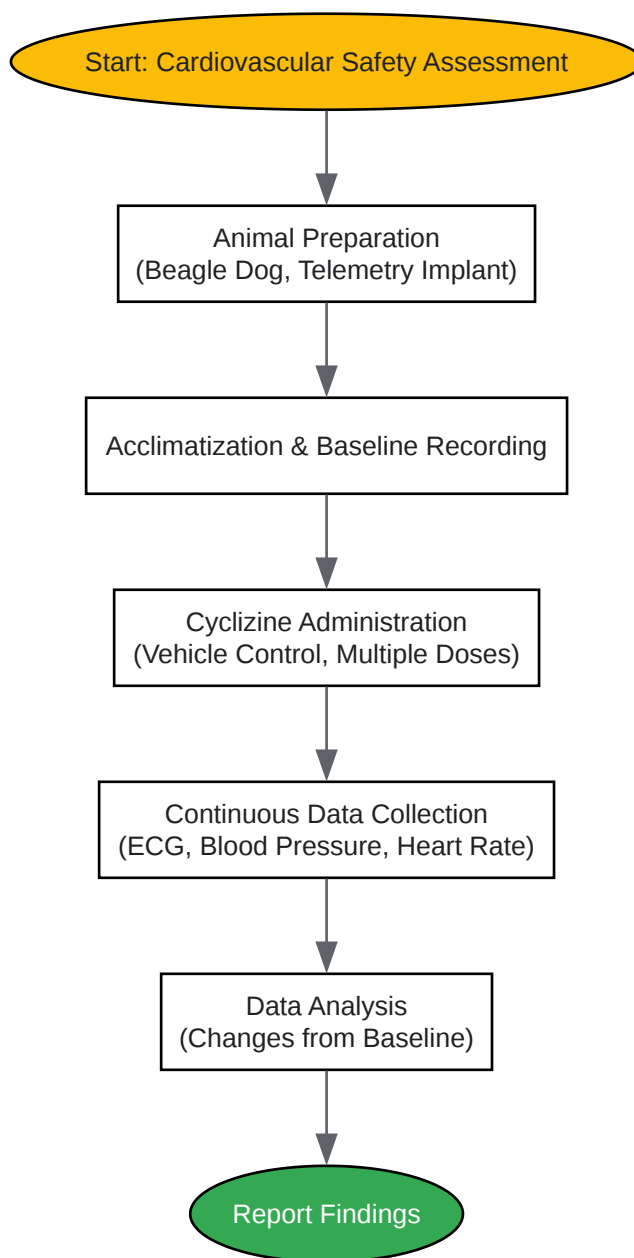 Start: Cardiovascular Safety Assessment
Animal Preparation
(Beagle Dog, Telemetry Implant)
Acclimatization & Baseline Recording
Cyclizine Administration
(Vehicle Control, Multiple Doses)
Continuous Data Collection
(ECG, Blood Pressure, Heart Rate)
Data Analysis
(Changes from Baseline)
Report Findings